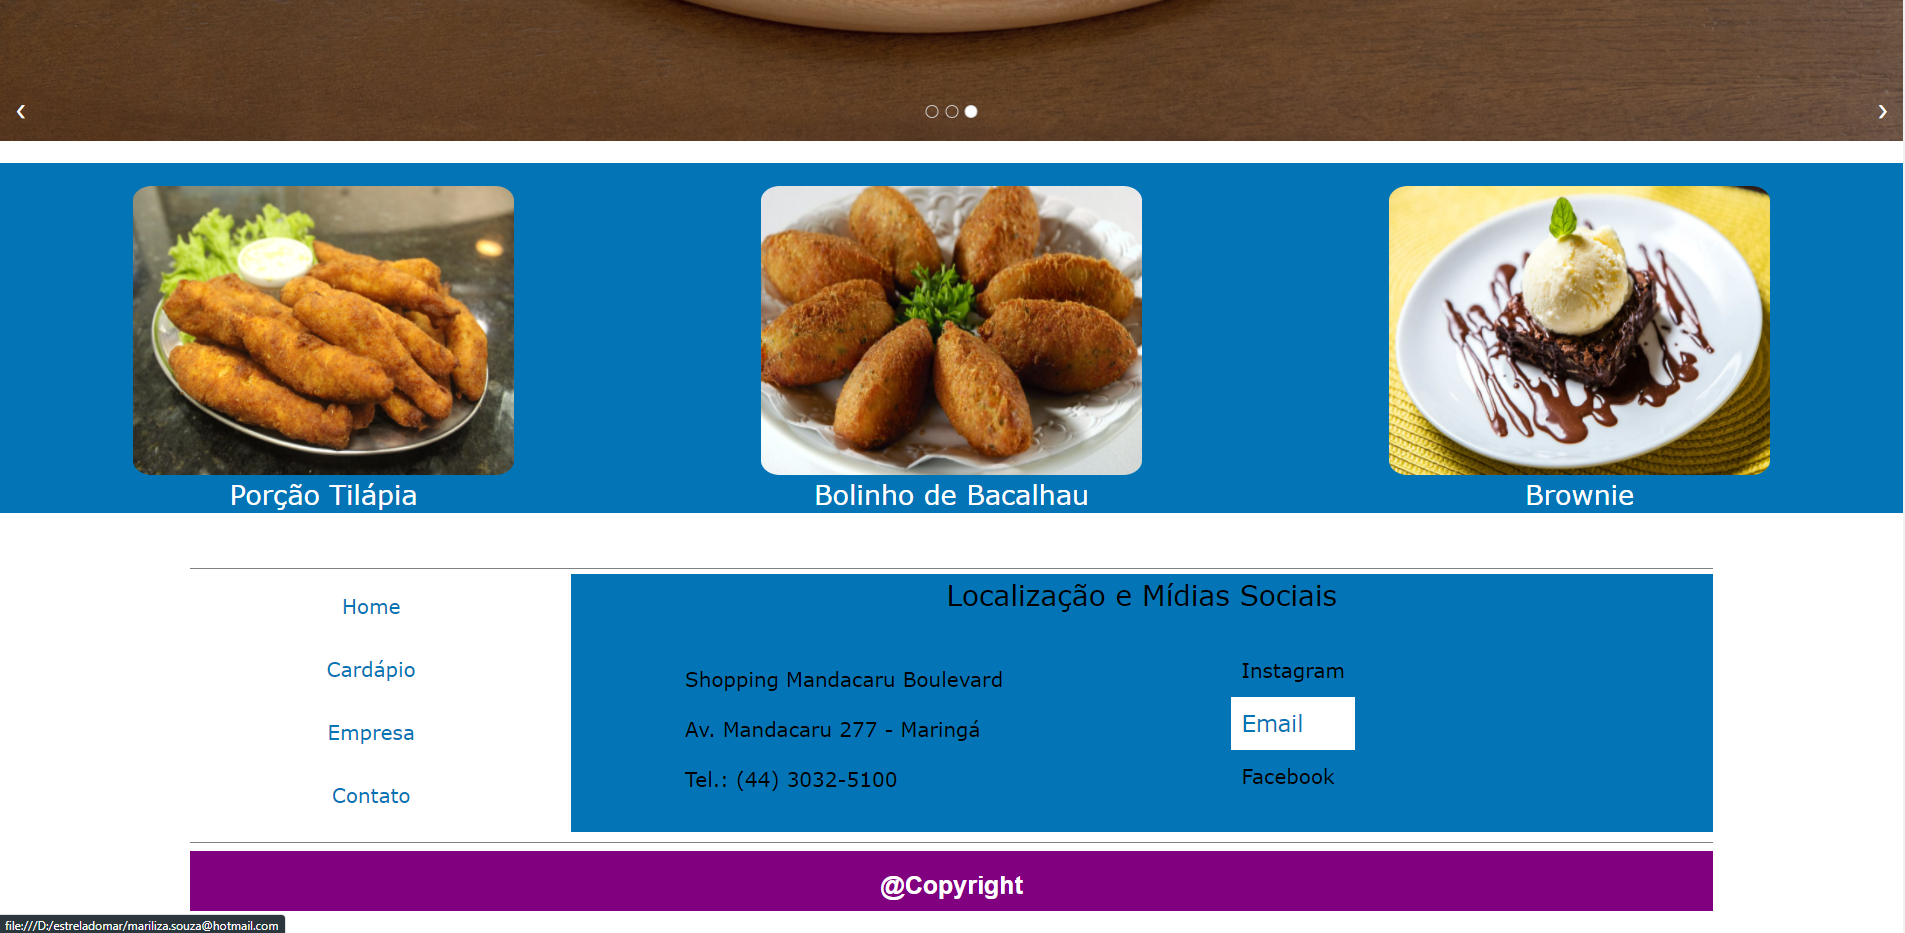 Porção Tilápia
Bolinho de Bacalhau
Brownie
Home
Cardápio
Empresa
Contato
Localização e Mídias Sociais
Shopping Mandacaru Boulevard
Av. Mandacaru 277 - Maringá
Tel.: (44) 3032-5100
Instagram
Email
Facebook
@Copyright
file:///D:/estreladomar/mariliza.souza@hotmail.com